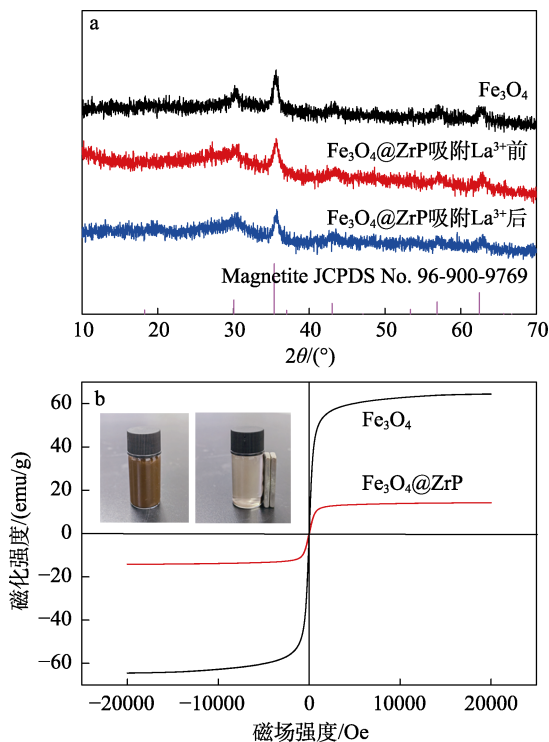 a
Fe₃O₄
Fe₃O₄@ZrP吸附La³⁺前
Fe₃O₄@ZrP吸附La³⁺后
Magnetite JCPDS No. 96-900-9769
10 20 30 40 50 60 70
2θ/(°)
b
60
40
20
0
−20
−40
−60
磁化强度/(emu/g)
Fe₃O₄
Fe₃O₄@ZrP
−20000 −10000 0 10000 20000
磁场强度/Oe